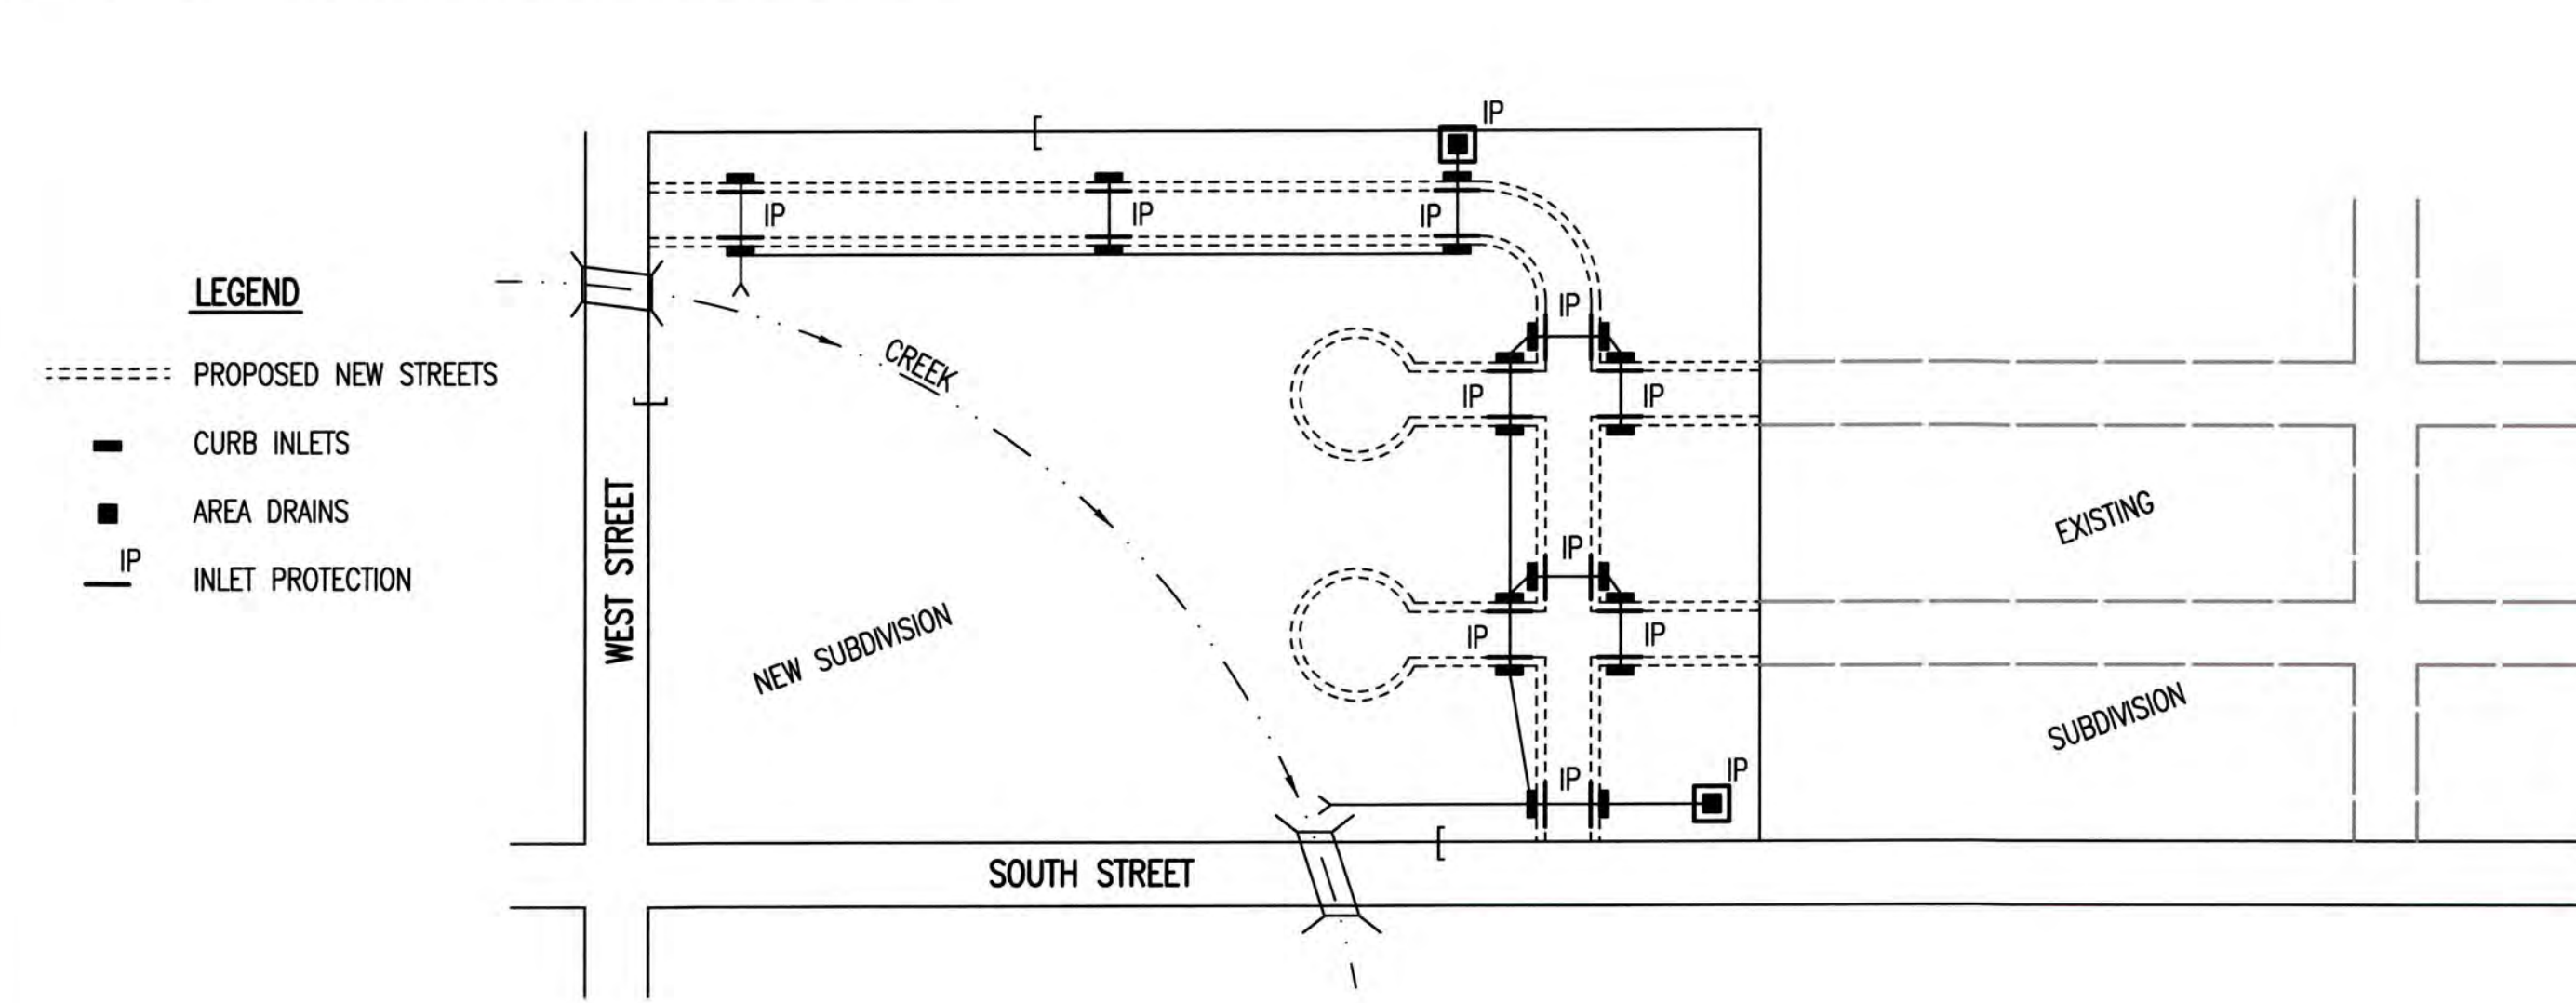 LEGEND
PROPOSED NEW STREETS
CURB INLETS
AREA DRAINS
IP
INLET PROTECTION
WEST STREET
SOUTH STREET
CREEK
NEW SUBDIVISION
EXISTING
SUBDIVISION
IP
IP
IP
IP
IP
IP
IP
IP
IP
IP
IP
IP